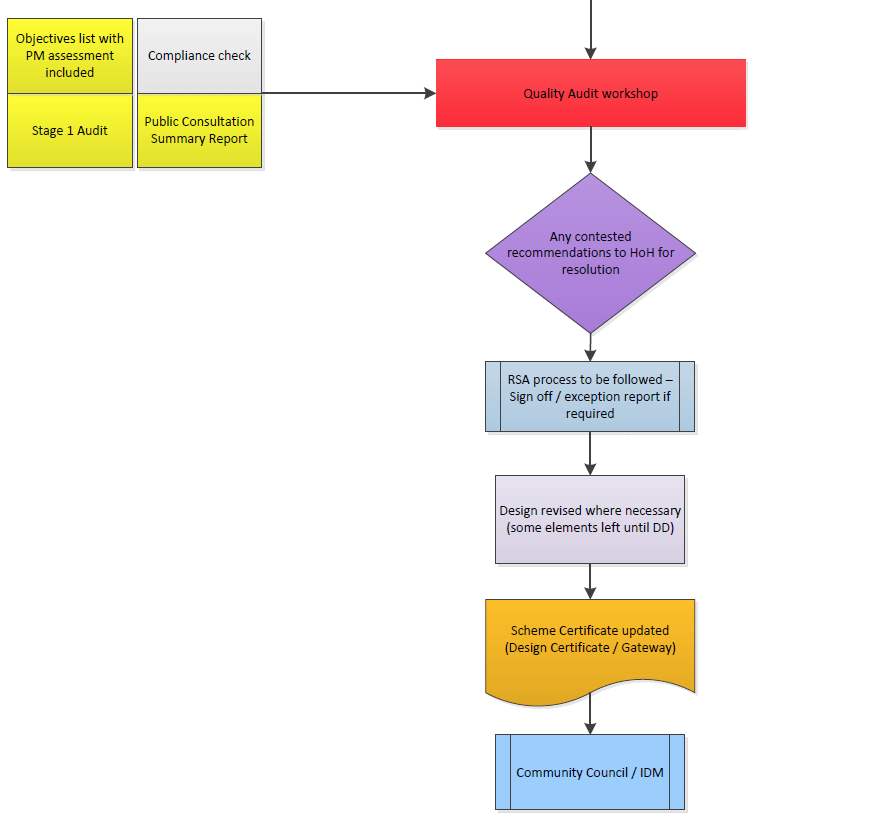 Objectives list with
PM assessment
included
Compliance check
Stage 1 Audit
Public Consultation
Summary Report
Quality Audit workshop
Any contested
recommendations to HoH for
resolution
RSA process to be followed –
Sign off / exception report if
required
Design revised where necessary
(some elements left until DD)
Scheme Certificate updated
(Design Certificate / Gateway)
Community Council / IDM